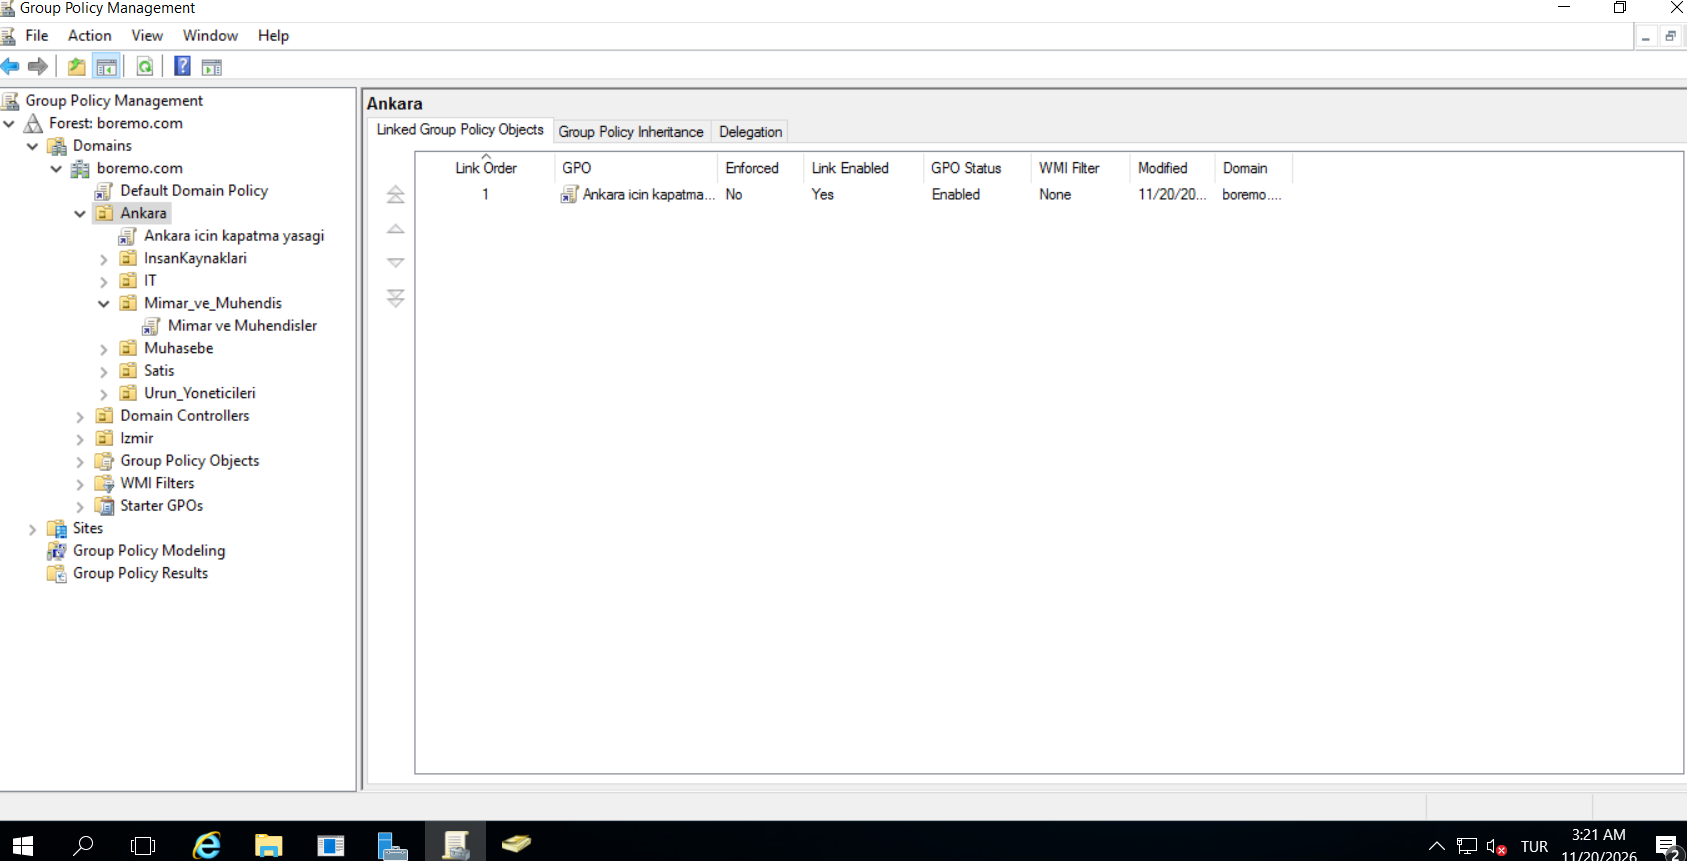 Group Policy Management
File Action View Window Help
Group Policy Management
Forest: boremo.com
Domains
boremo.com
Default Domain Policy
Ankara
Ankara icin kapatma yasagi
InsanKaynaklari
IT
Mimar_ve_Muhendis
Mimar ve Muhendisler
Muhasebe
Satis
Urun_Yoneticileri
Domain Controllers
Izmir
Group Policy Objects
WMI Filters
Starter GPOs
Sites
Group Policy Modeling
Group Policy Results
Ankara
Linked Group Policy Objects Group Policy Inheritance Delegation
Link Order GPO Enforced Link Enabled GPO Status WMI Filter Modified Domain
1 Ankara icin kapatma... No Yes Enabled None 11/20/20... boremo....
TUR
3:21 AM
11/20/2026
2